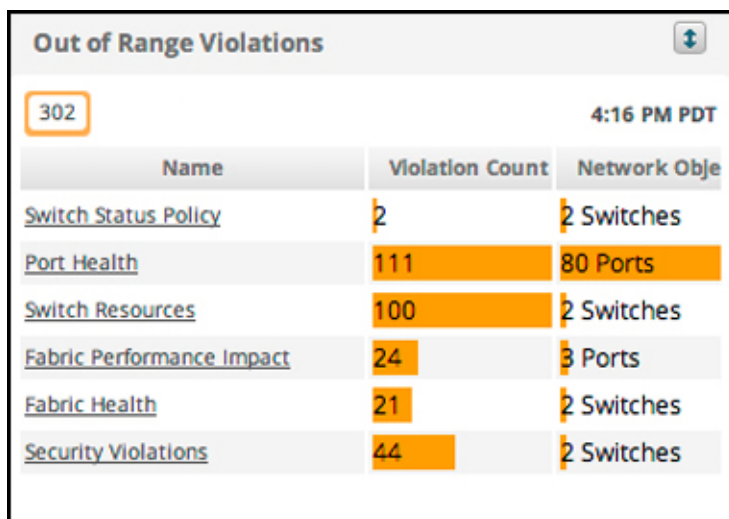 Out of Range Violations
302
4:16 PM PDT
Name Violation Count Network Obje
Switch Status Policy 2 2 Switches
Port Health 111 80 Ports
Switch Resources 100 2 Switches
Fabric Performance Impact 24 3 Ports
Fabric Health 21 2 Switches
Security Violations 44 2 Switches